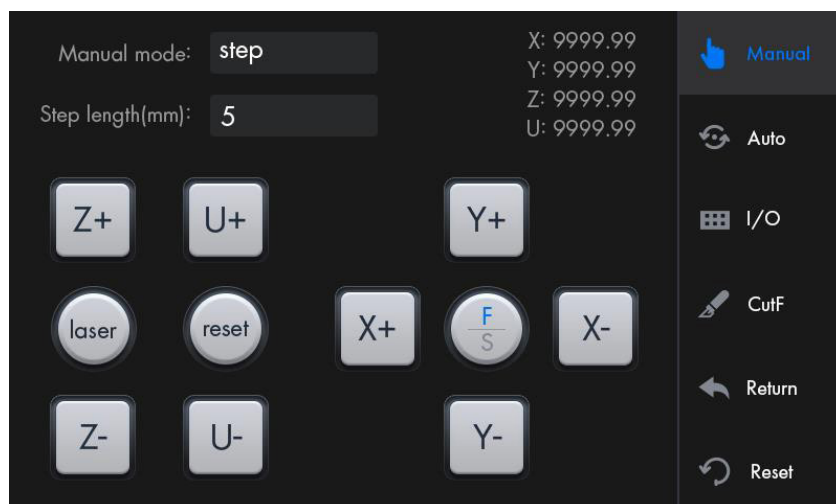 Manual mode: step
Step length(mm): 5
X: 9999.99
Y: 9999.99
Z: 9999.99
U: 9999.99
Z+ U+ Y+
laser reset X+ F X-
S
Z- U- Y-
Manual
Auto
I/O
CutF
Return
Reset